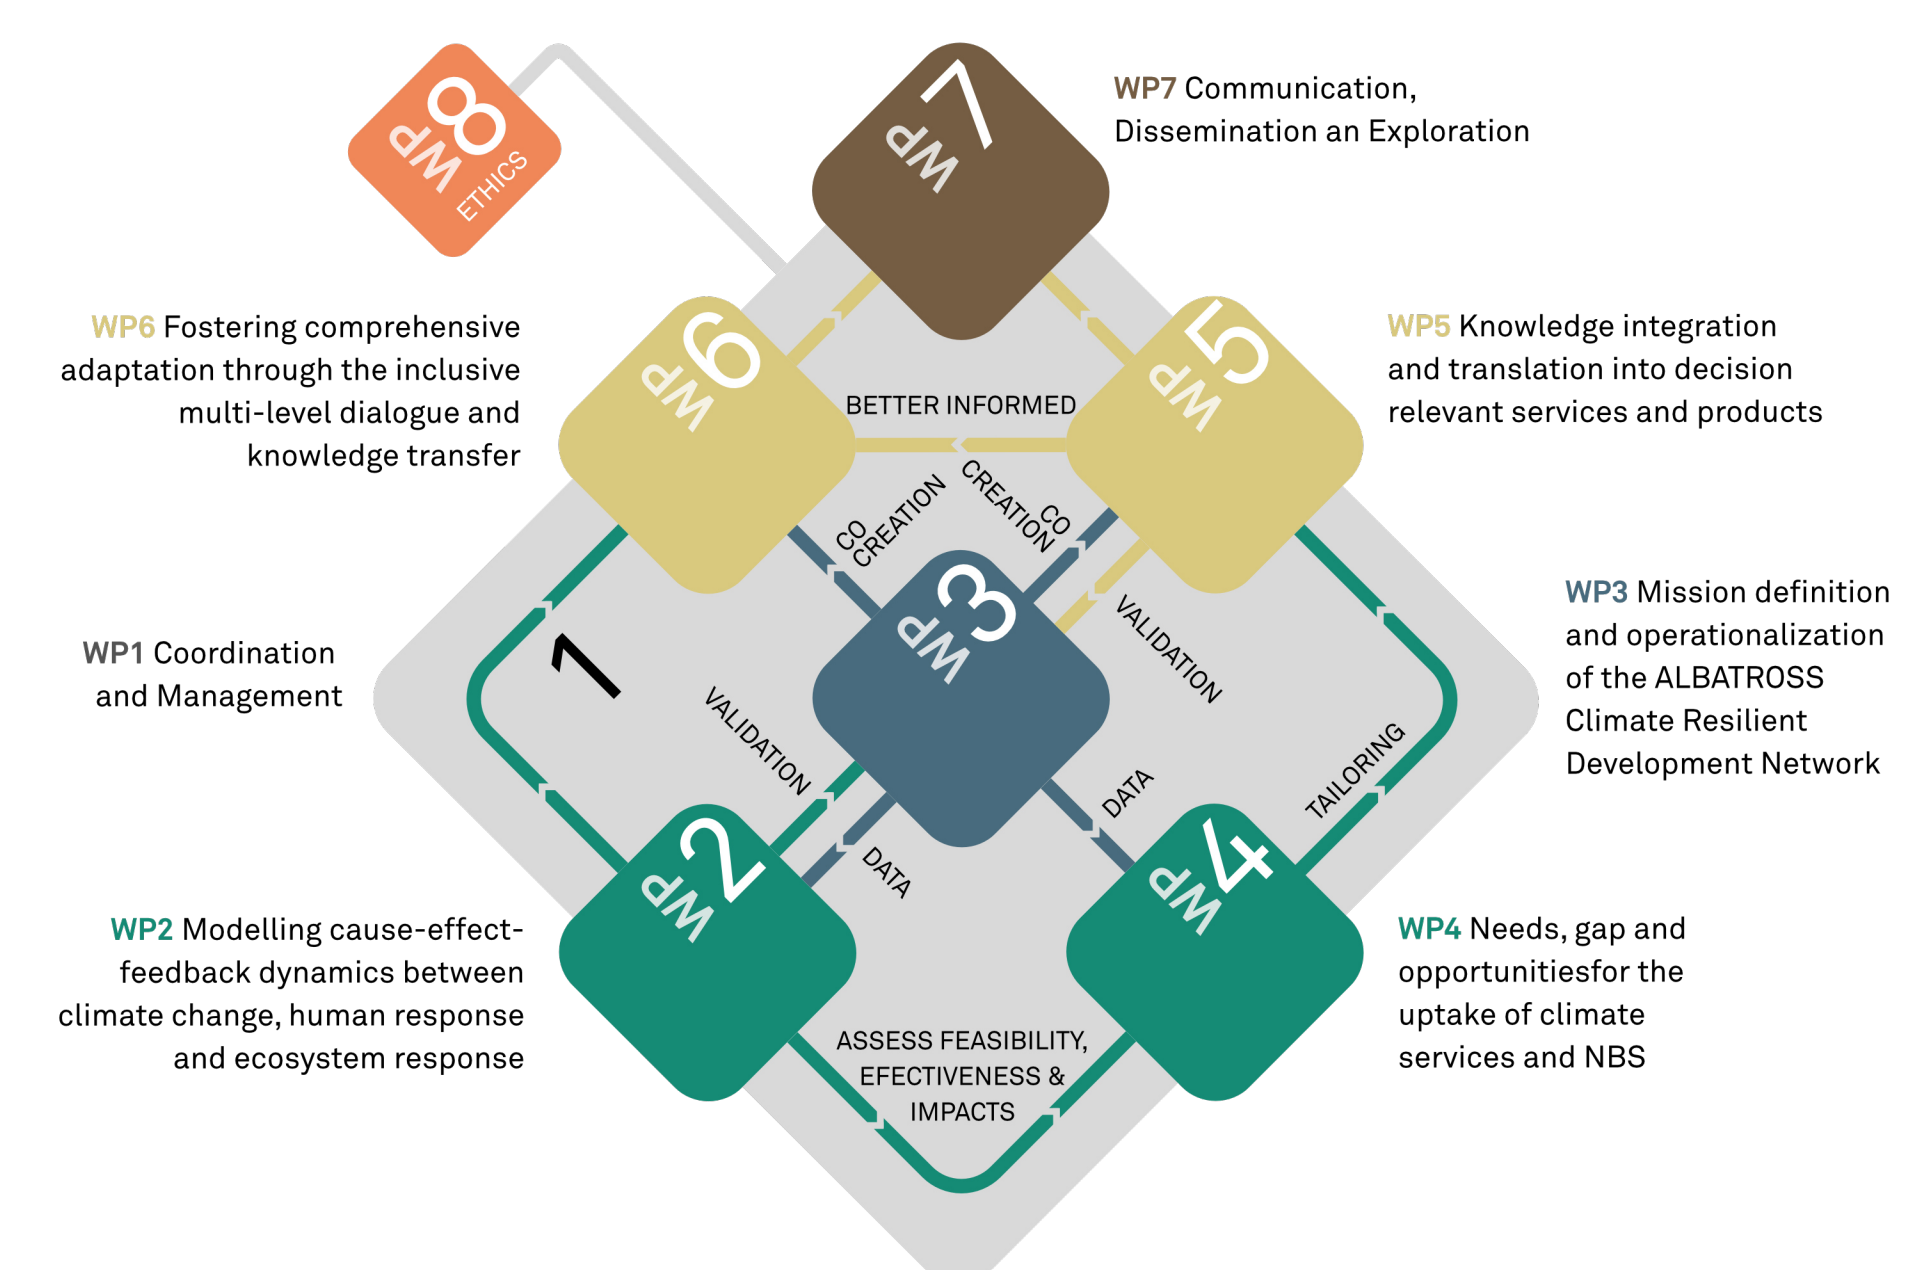 WP8
ETHICS
WP7
WP7 Communication,
Dissemination an Exploration
WP6 Fostering comprehensive
adaptation through the inclusive
multi-level dialogue and
knowledge transfer
WP6
WP5
WP5 Knowledge integration
and translation into decision
relevant services and products
BETTER INFORMED
CO
CREATION
CO
CREATION
WP3
VALIDATION
WP3 Mission definition
and operationalization
of the ALBATROSS
Climate Resilient
Development Network
WP1 Coordination
and Management
1
VALIDATION
DATA
DATA
TAILORING
WP2
WP4
WP2 Modelling cause-effect-
feedback dynamics between
climate change, human response
and ecosystem response
WP4 Needs, gap and
opportunitiesfor the
uptake of climate
services and NBS
ASSESS FEASIBILITY,
EFECTIVENESS &
IMPACTS